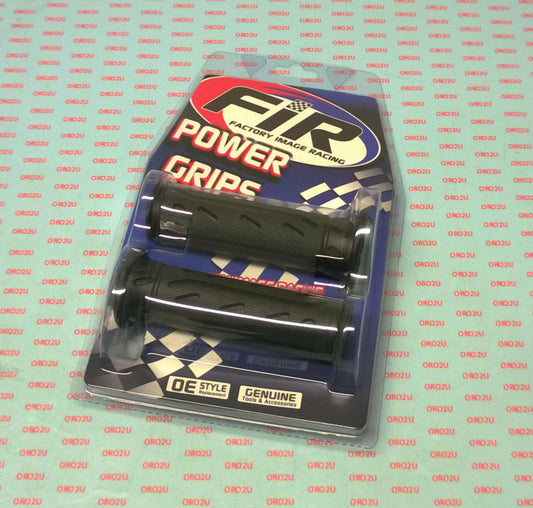 FIR
FACTORY IMAGE RACING
POWER
GRIPS
OE STYLE
Replacement
GENUINE
Tools & Accessories
ORO2U